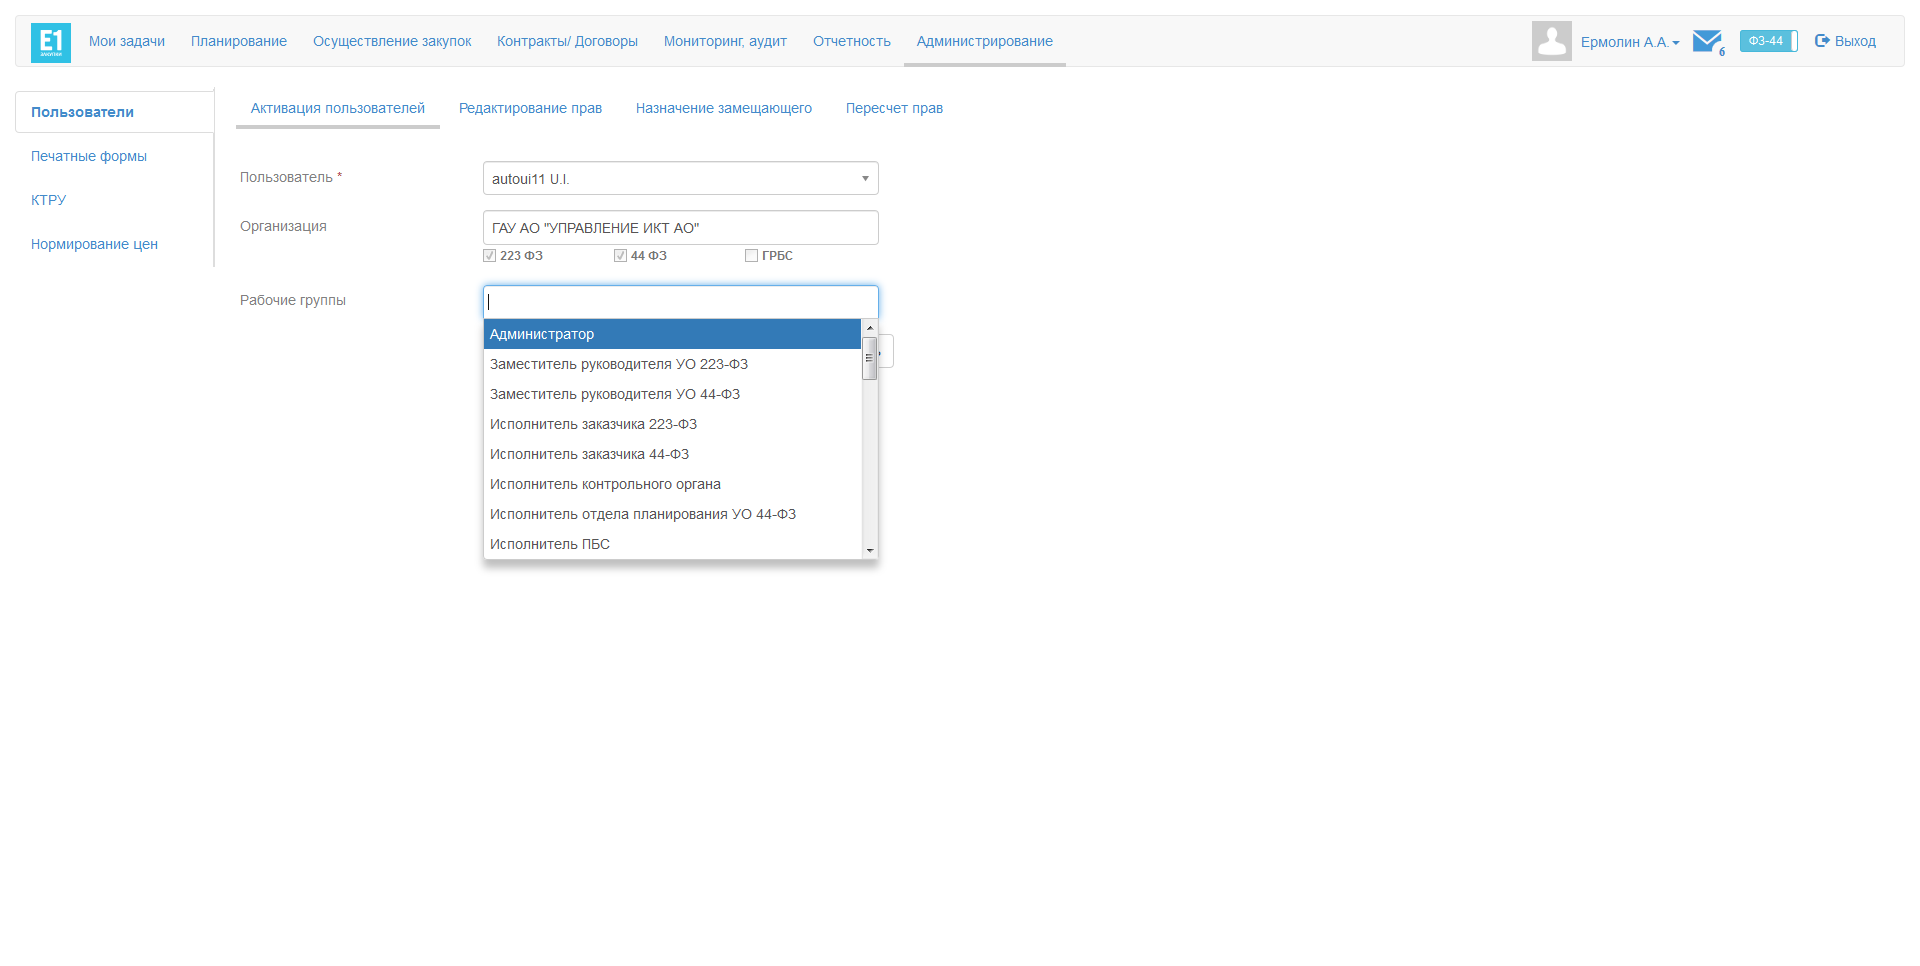 E1
ЗАКУПКИ
Мои задачи Планирование Осуществление закупок Контракты/ Договоры Мониторинг, аудит Отчетность Администрирование Ермолин А.А. 6 ФЗ-44 Выход
Пользователи
Печатные формы
КТРУ
Нормирование цен
Активация пользователей Редактирование прав Назначение замещающего Пересчет прав
Пользователь * autoui11 U.I.
Организация ГАУ АО "УПРАВЛЕНИЕ ИКТ АО"
223 ФЗ 44 ФЗ ГРБС
Рабочие группы
Администратор
Заместитель руководителя УО 223-ФЗ
Заместитель руководителя УО 44-ФЗ
Исполнитель заказчика 223-ФЗ
Исполнитель заказчика 44-ФЗ
Исполнитель контрольного органа
Исполнитель отдела планирования УО 44-ФЗ
Исполнитель ПБС